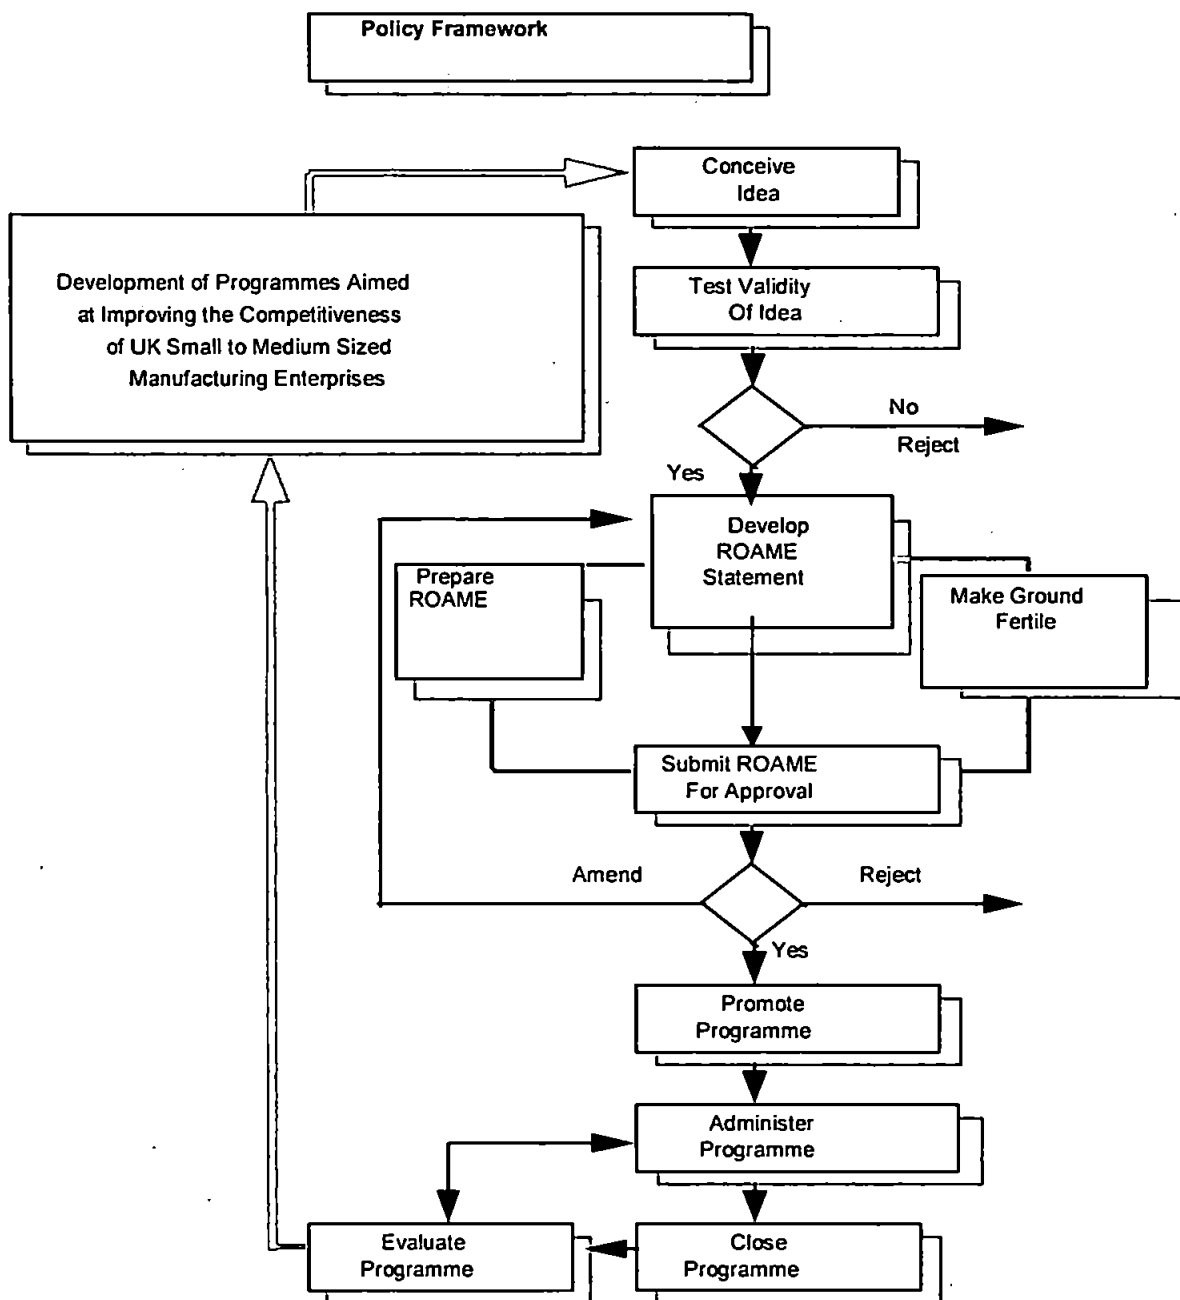 Policy Framework
Conceive
Idea
Development of Programmes Aimed
at Improving the Competitiveness
of UK Small to Medium Sized
Manufacturing Enterprises
Test Validity
Of Idea
No
Reject
Yes
Develop
ROAME
Statement
Prepare
ROAME
Make Ground
Fertile
Submit ROAME
For Approval
Amend
Reject
Yes
Promote
Programme
Administer
Programme
Evaluate
Programme
Close
Programme